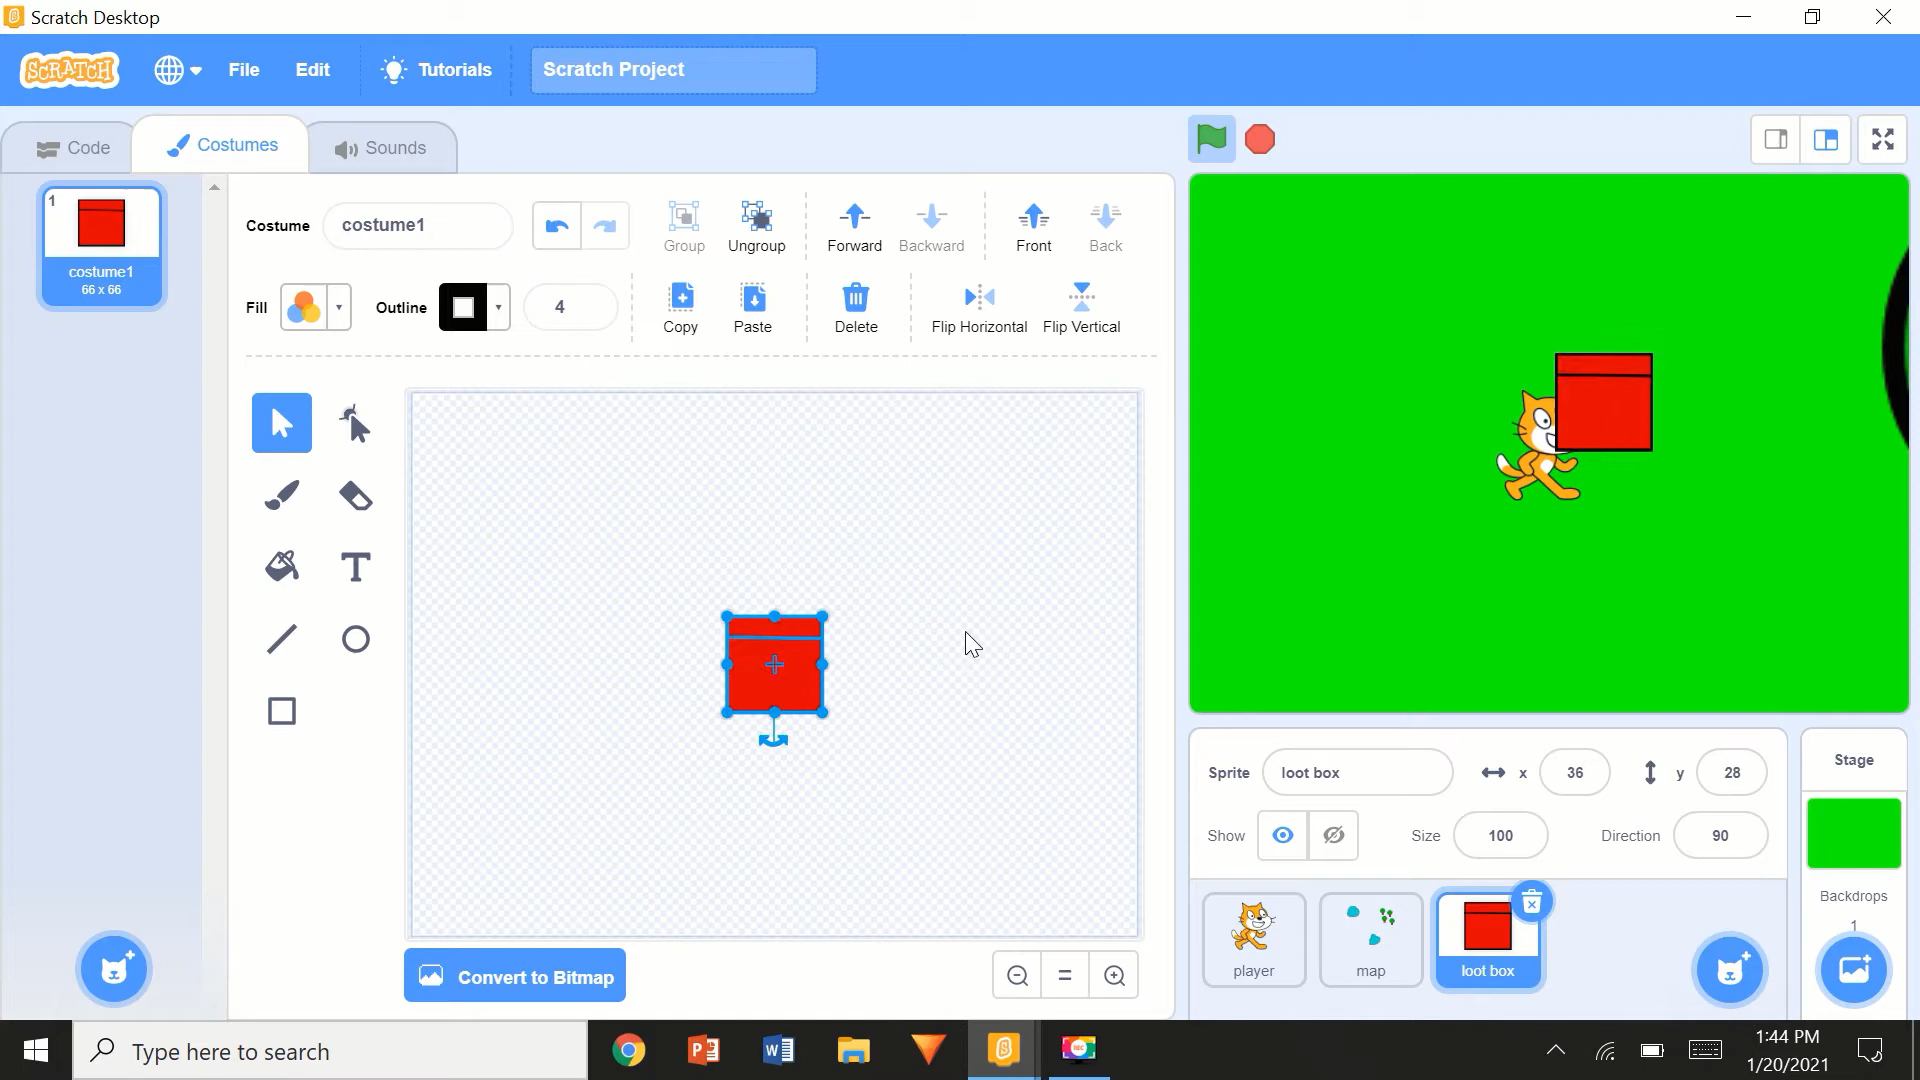 Scratch Desktop
SCRATCH File Edit Tutorials Scratch Project
Code Costumes Sounds
1
costume1
66 x 66
Costume costume1 Group Ungroup Forward Backward Front Back
Fill Outline 4 Copy Paste Delete Flip Horizontal Flip Vertical
Convert to Bitmap
Sprite loot box x 36 y 28
Show Size 100 Direction 90
player map loot box
Stage
Backdrops
1
Type here to search
1:44 PM
1/20/2021